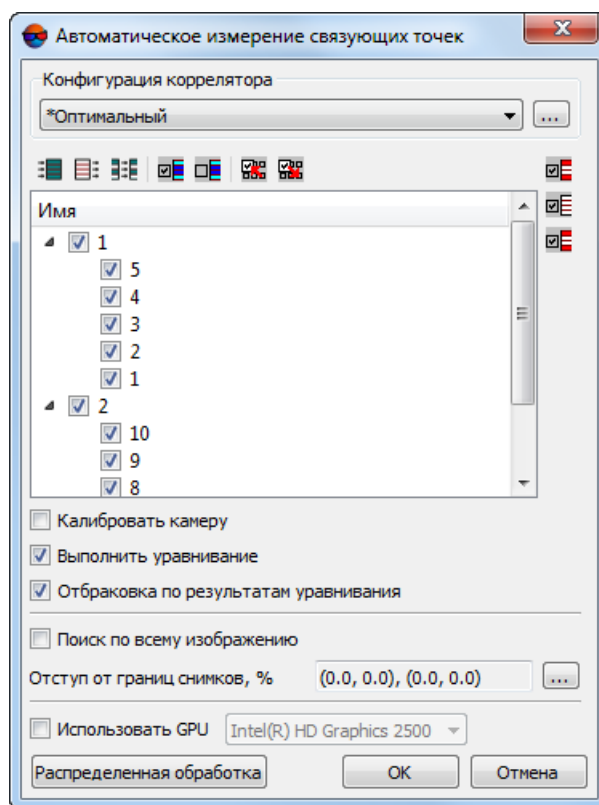 Автоматическое измерение связующих точек
Конфигурация коррелятора
*Оптимальный
...
Имя
1
5
4
3
2
1
2
10
9
8
Калибровать камеру
Выполнить уравнивание
Отбраковка по результатам уравнивания
Поиск по всему изображению
Отступ от границ снимков, % (0.0, 0.0), (0.0, 0.0) ...
Использовать GPU Intel(R) HD Graphics 2500
Распределенная обработка OK Отмена